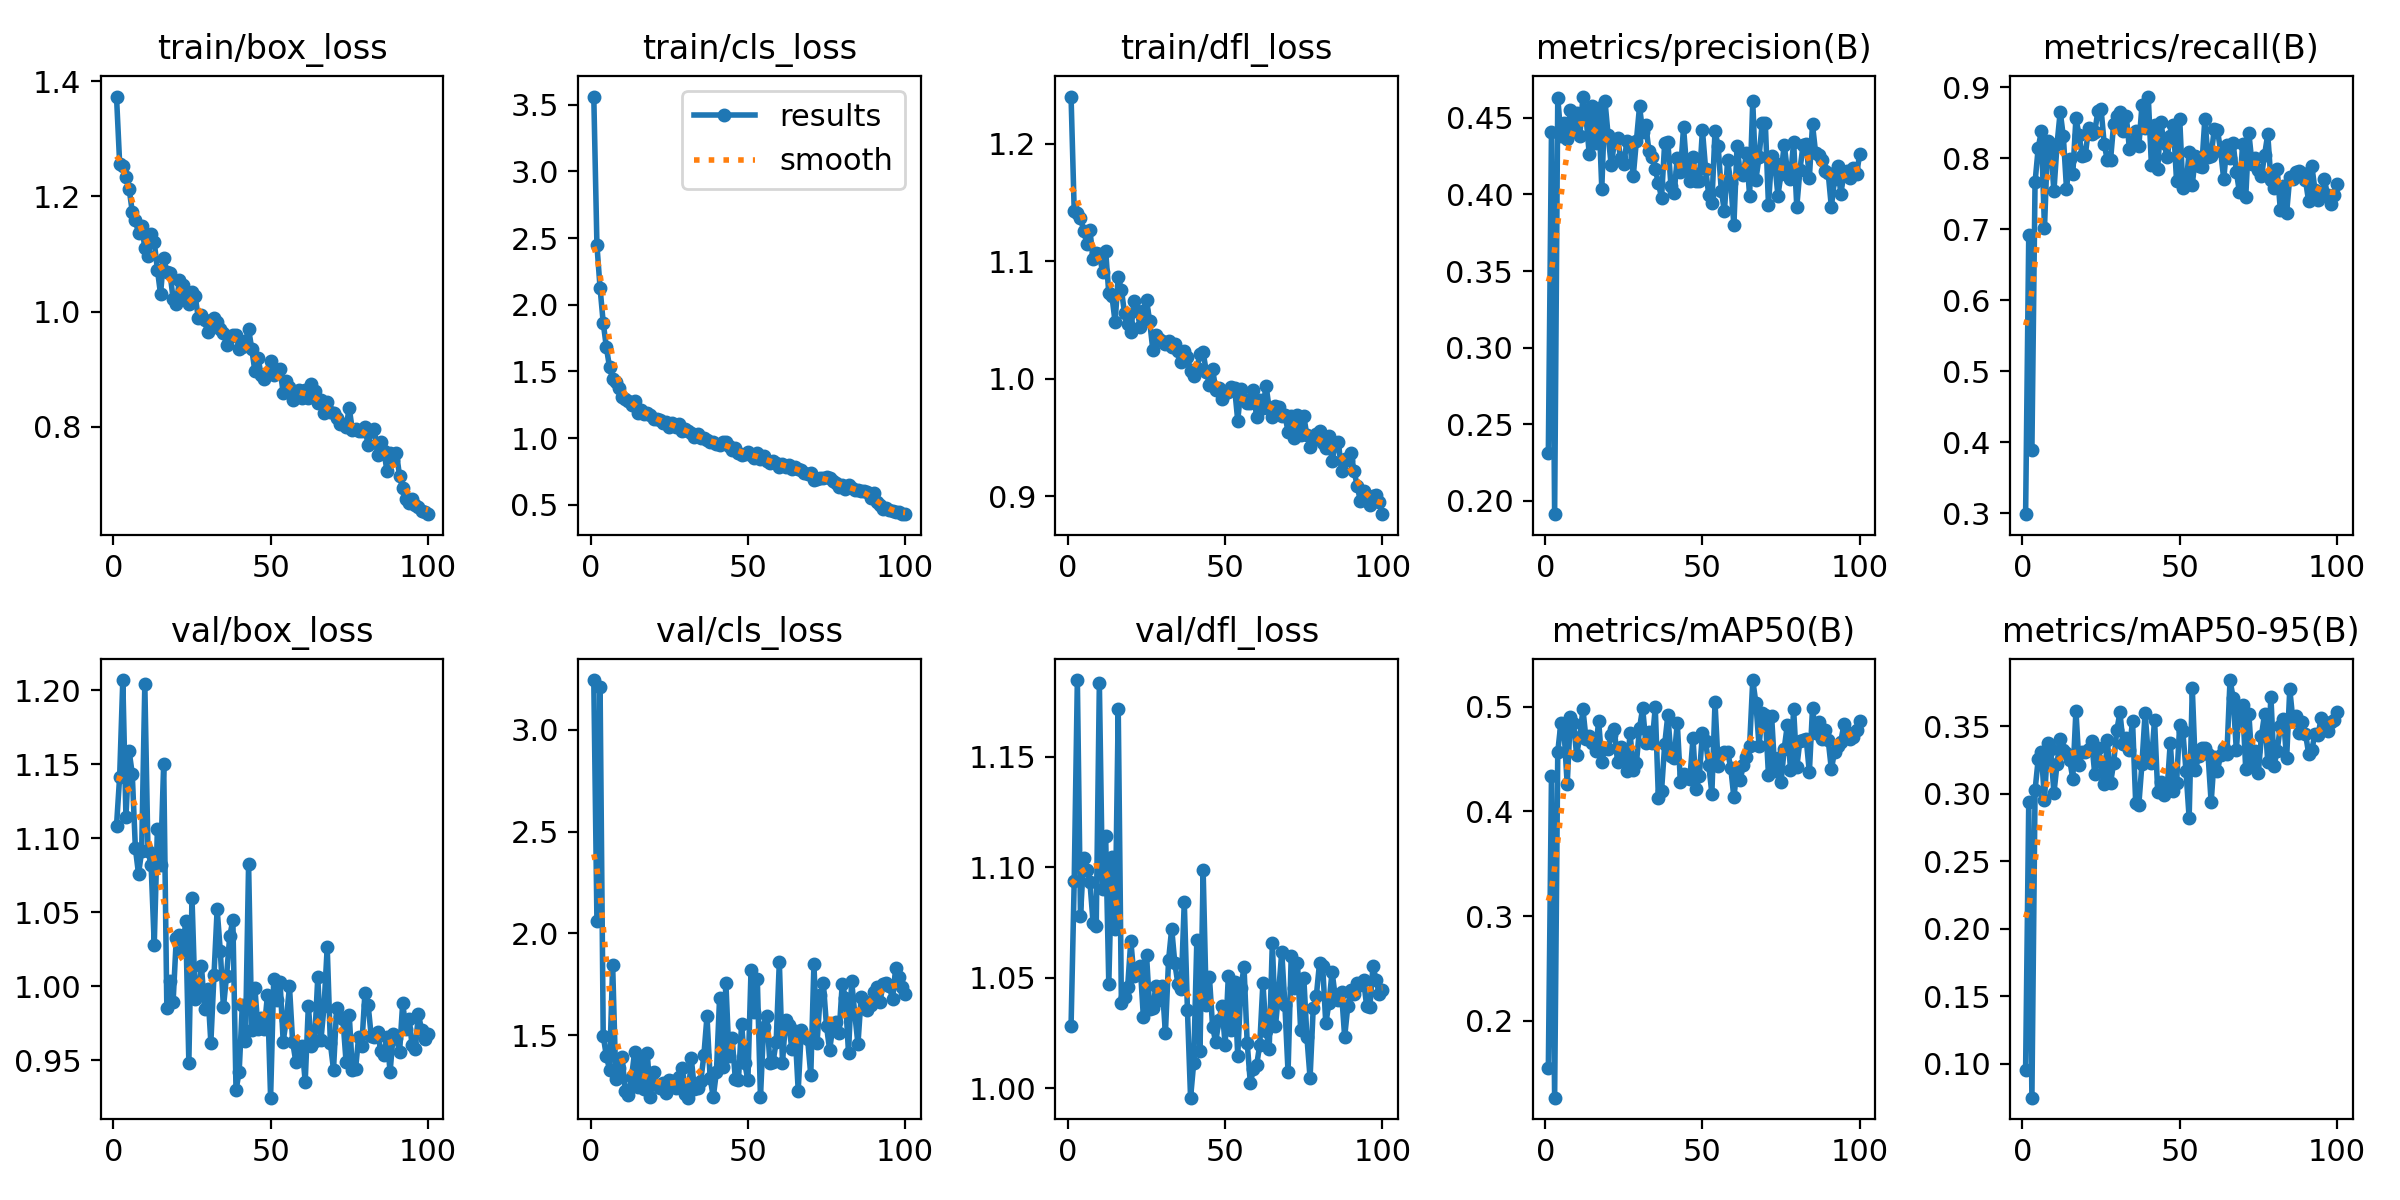 train/box_loss
train/cls_loss
train/dfl_loss
metrics/precision(B)
metrics/recall(B)
1.4
1.2
1.0
0.8
0 50 100
3.5
3.0
2.5
2.0
1.5
1.0
0.5
results
smooth
0 50 100
1.2
1.1
1.0
0.9
0 50 100
0.45
0.40
0.35
0.30
0.25
0.20
0 50 100
0.9
0.8
0.7
0.6
0.5
0.4
0.3
0 50 100
val/box_loss
val/cls_loss
val/dfl_loss
metrics/mAP50(B)
metrics/mAP50-95(B)
1.20
1.15
1.10
1.05
1.00
0.95
0 50 100
3.0
2.5
2.0
1.5
0 50 100
1.15
1.10
1.05
1.00
0 50 100
0.5
0.4
0.3
0.2
0 50 100
0.35
0.30
0.25
0.20
0.15
0.10
0 50 100